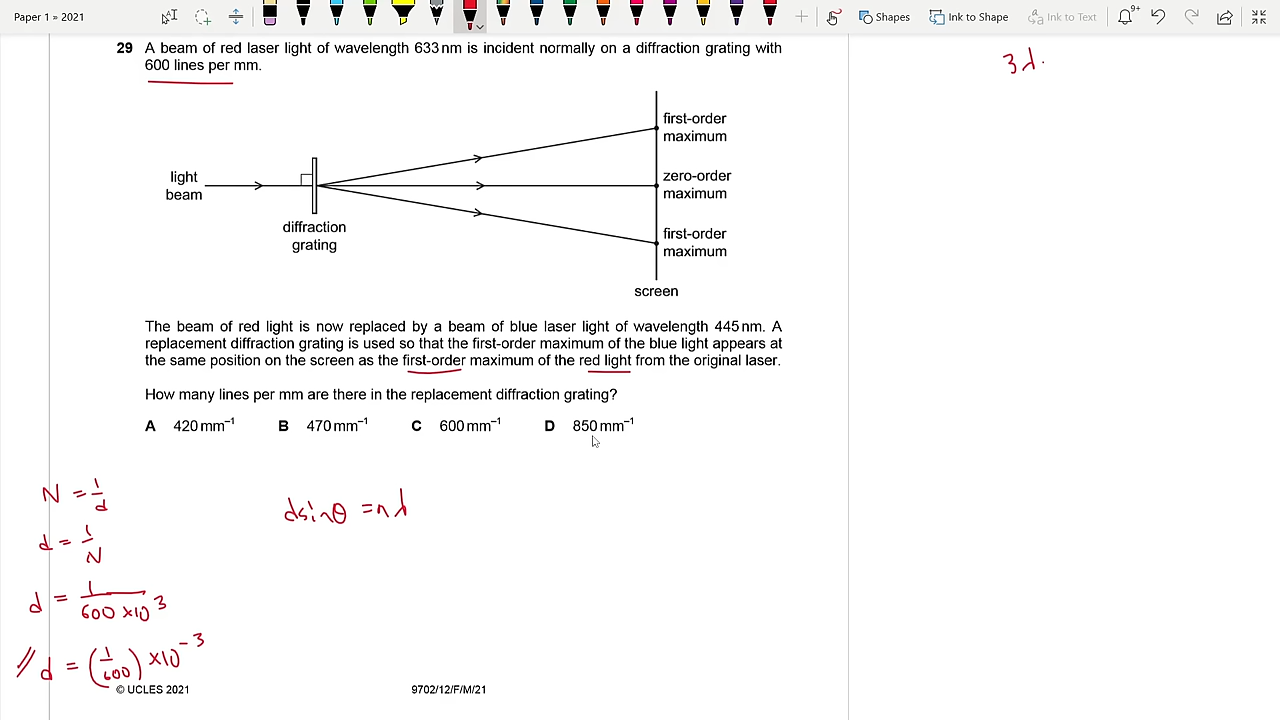 Paper 1 » 2021
Shapes
Ink to Shape
Ink to Text
9+
29 A beam of red laser light of wavelength 633 nm is incident normally on a diffraction grating with
600 lines per mm.
3λ
first-order
maximum
light
beam
zero-order
maximum
diffraction
grating
first-order
maximum
screen
The beam of red light is now replaced by a beam of blue laser light of wavelength 445 nm. A
replacement diffraction grating is used so that the first-order maximum of the blue light appears at
the same position on the screen as the first-order maximum of the red light from the original laser.
How many lines per mm are there in the replacement diffraction grating?
A 420 mm⁻¹ B 470 mm⁻¹ C 600 mm⁻¹ D 850 mm⁻¹
N = 1/d
d = 1/N
d = 1/(600 × 10³)
// d = (1/600) × 10⁻³
dsinθ = nλ
© UCLES 2021
9702/12/F/M/21